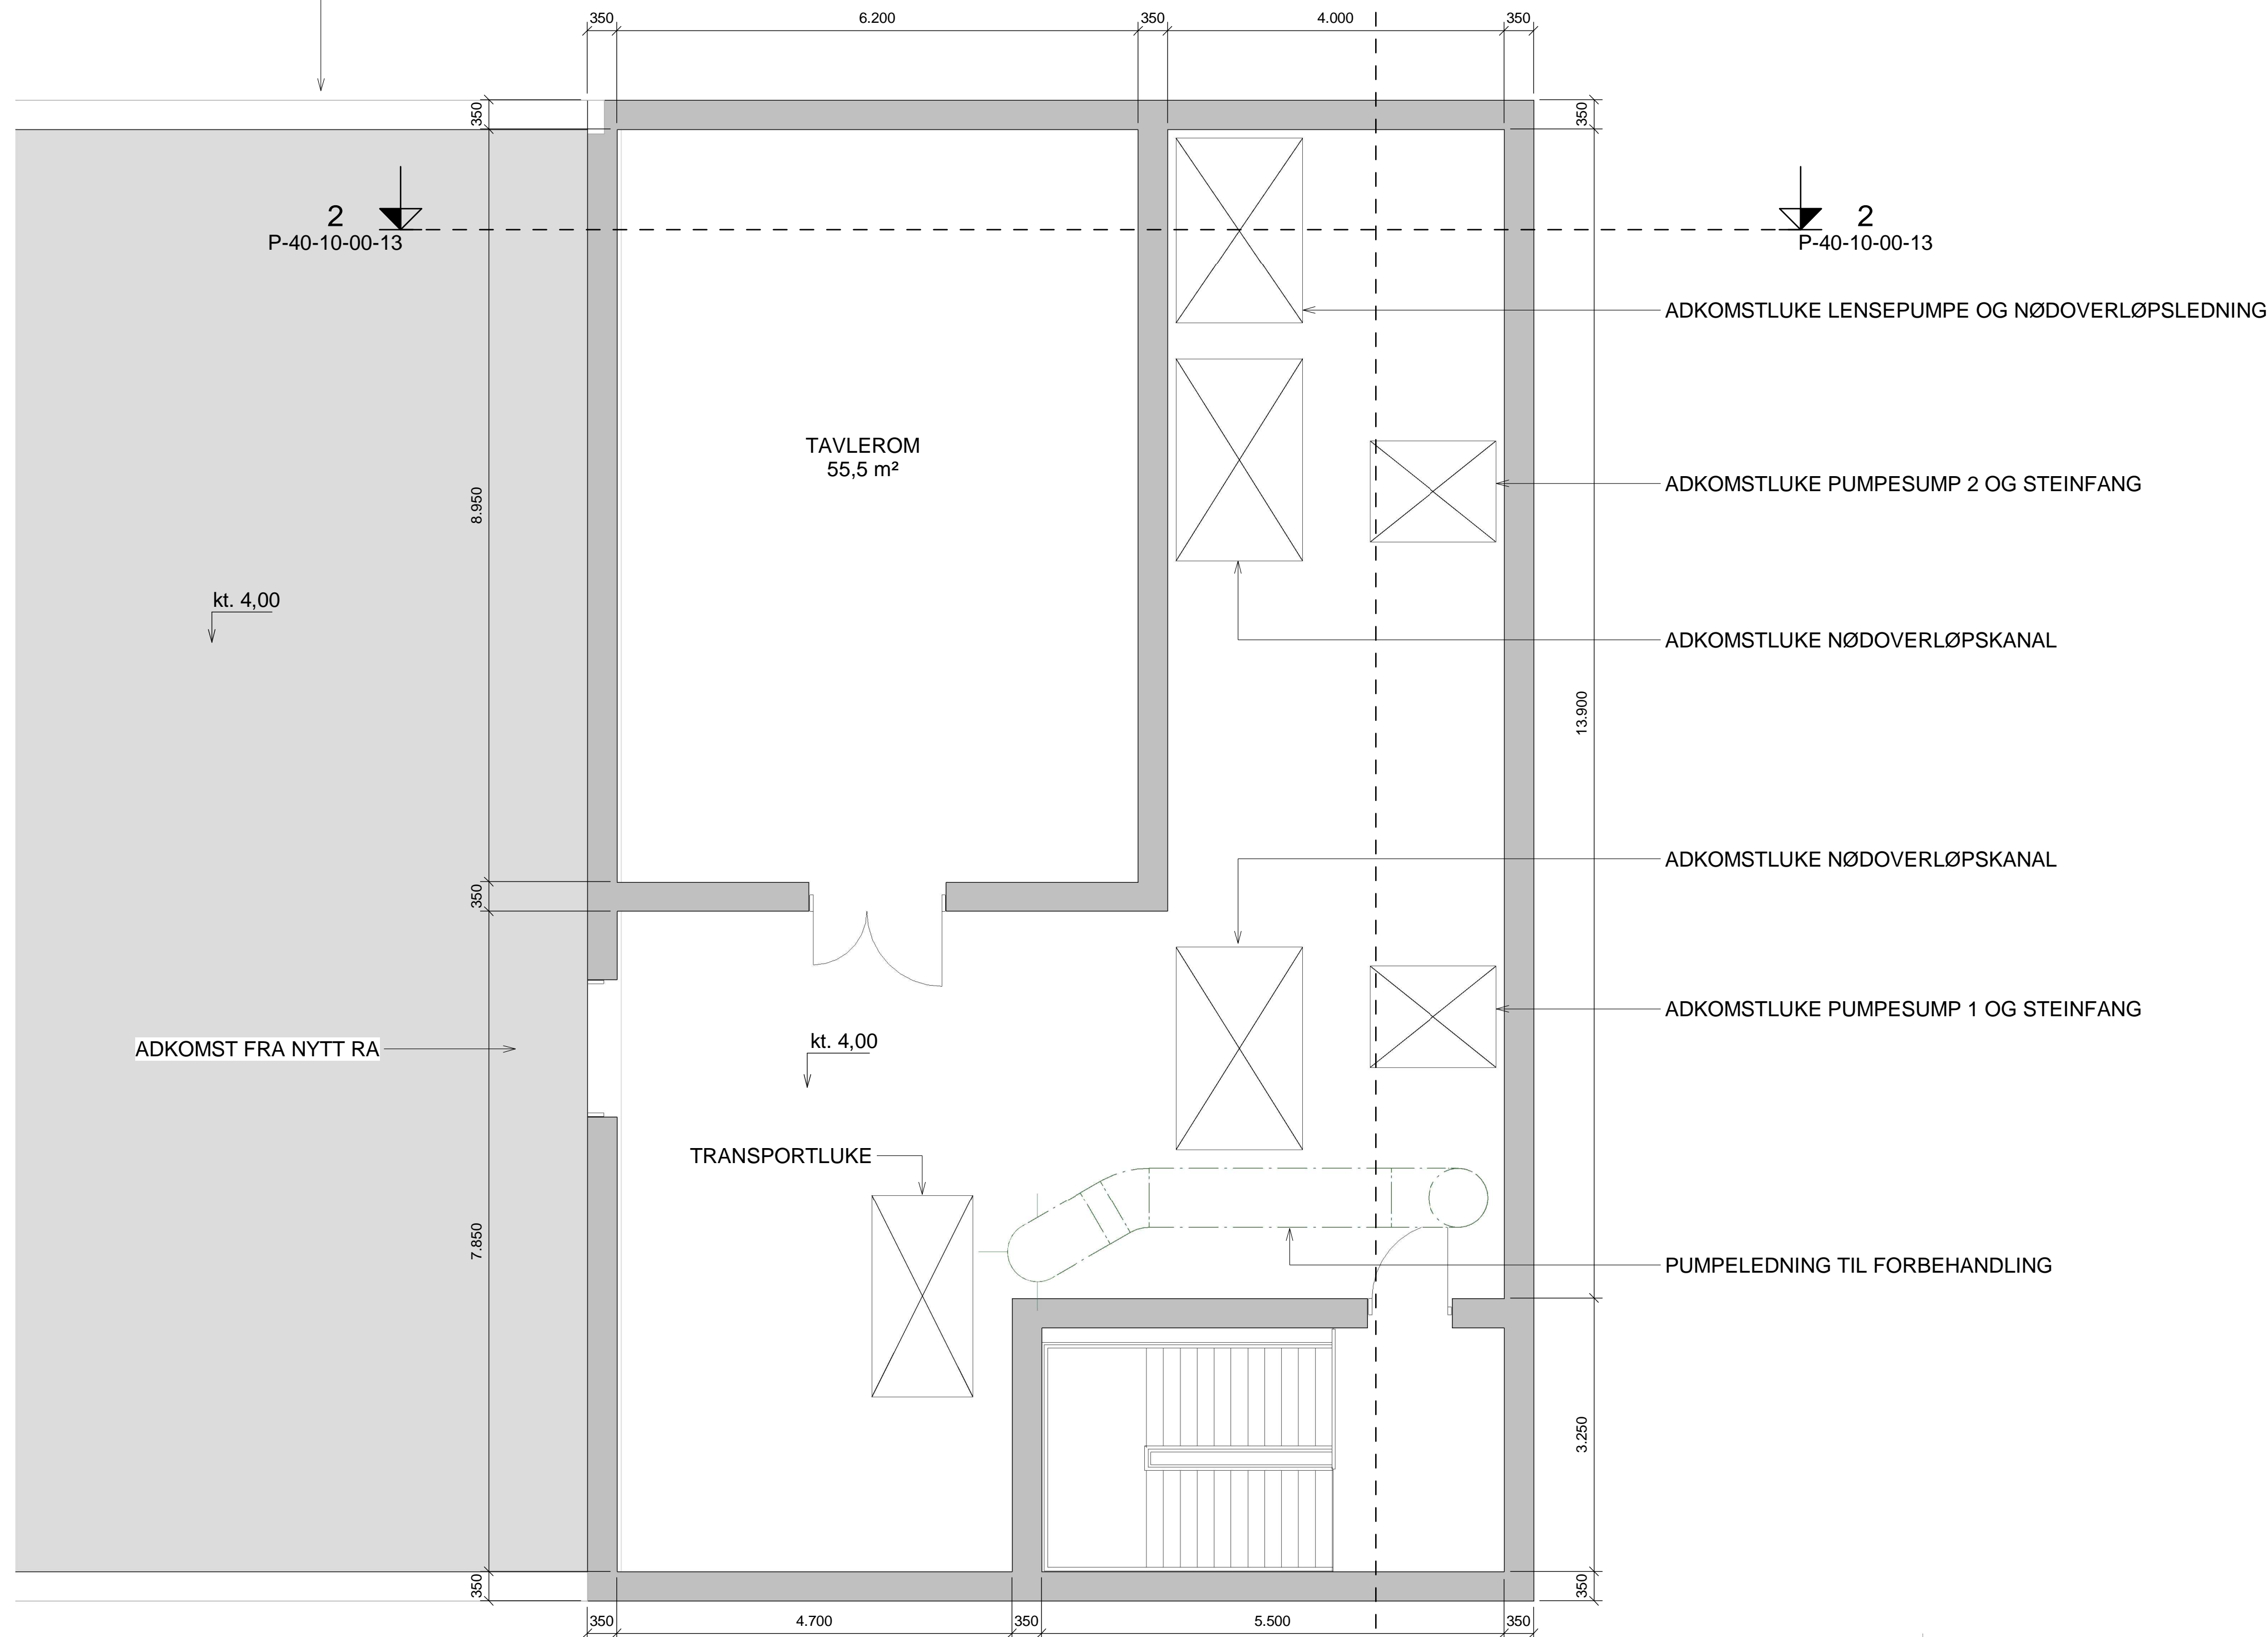 350
6.200
350
4.000
350
350
350
2
P-40-10-00-13
2
P-40-10-00-13
ADKOMSTLUKE LENSEPUMPE OG NØDOVERLØPSLEDNING
TAVLEROM
55,5 m²
8.950
ADKOMSTLUKE PUMPESUMP 2 OG STEINFANG
kt. 4,00
ADKOMSTLUKE NØDOVERLØPSKANAL
13.900
ADKOMSTLUKE NØDOVERLØPSKANAL
350
ADKOMSTLUKE PUMPESUMP 1 OG STEINFANG
ADKOMST FRA NYTT RA
kt. 4,00
TRANSPORTLUKE
7.850
PUMPELEDNING TIL FORBEHANDLING
3.250
350
350
350
4.700
350
5.500
350